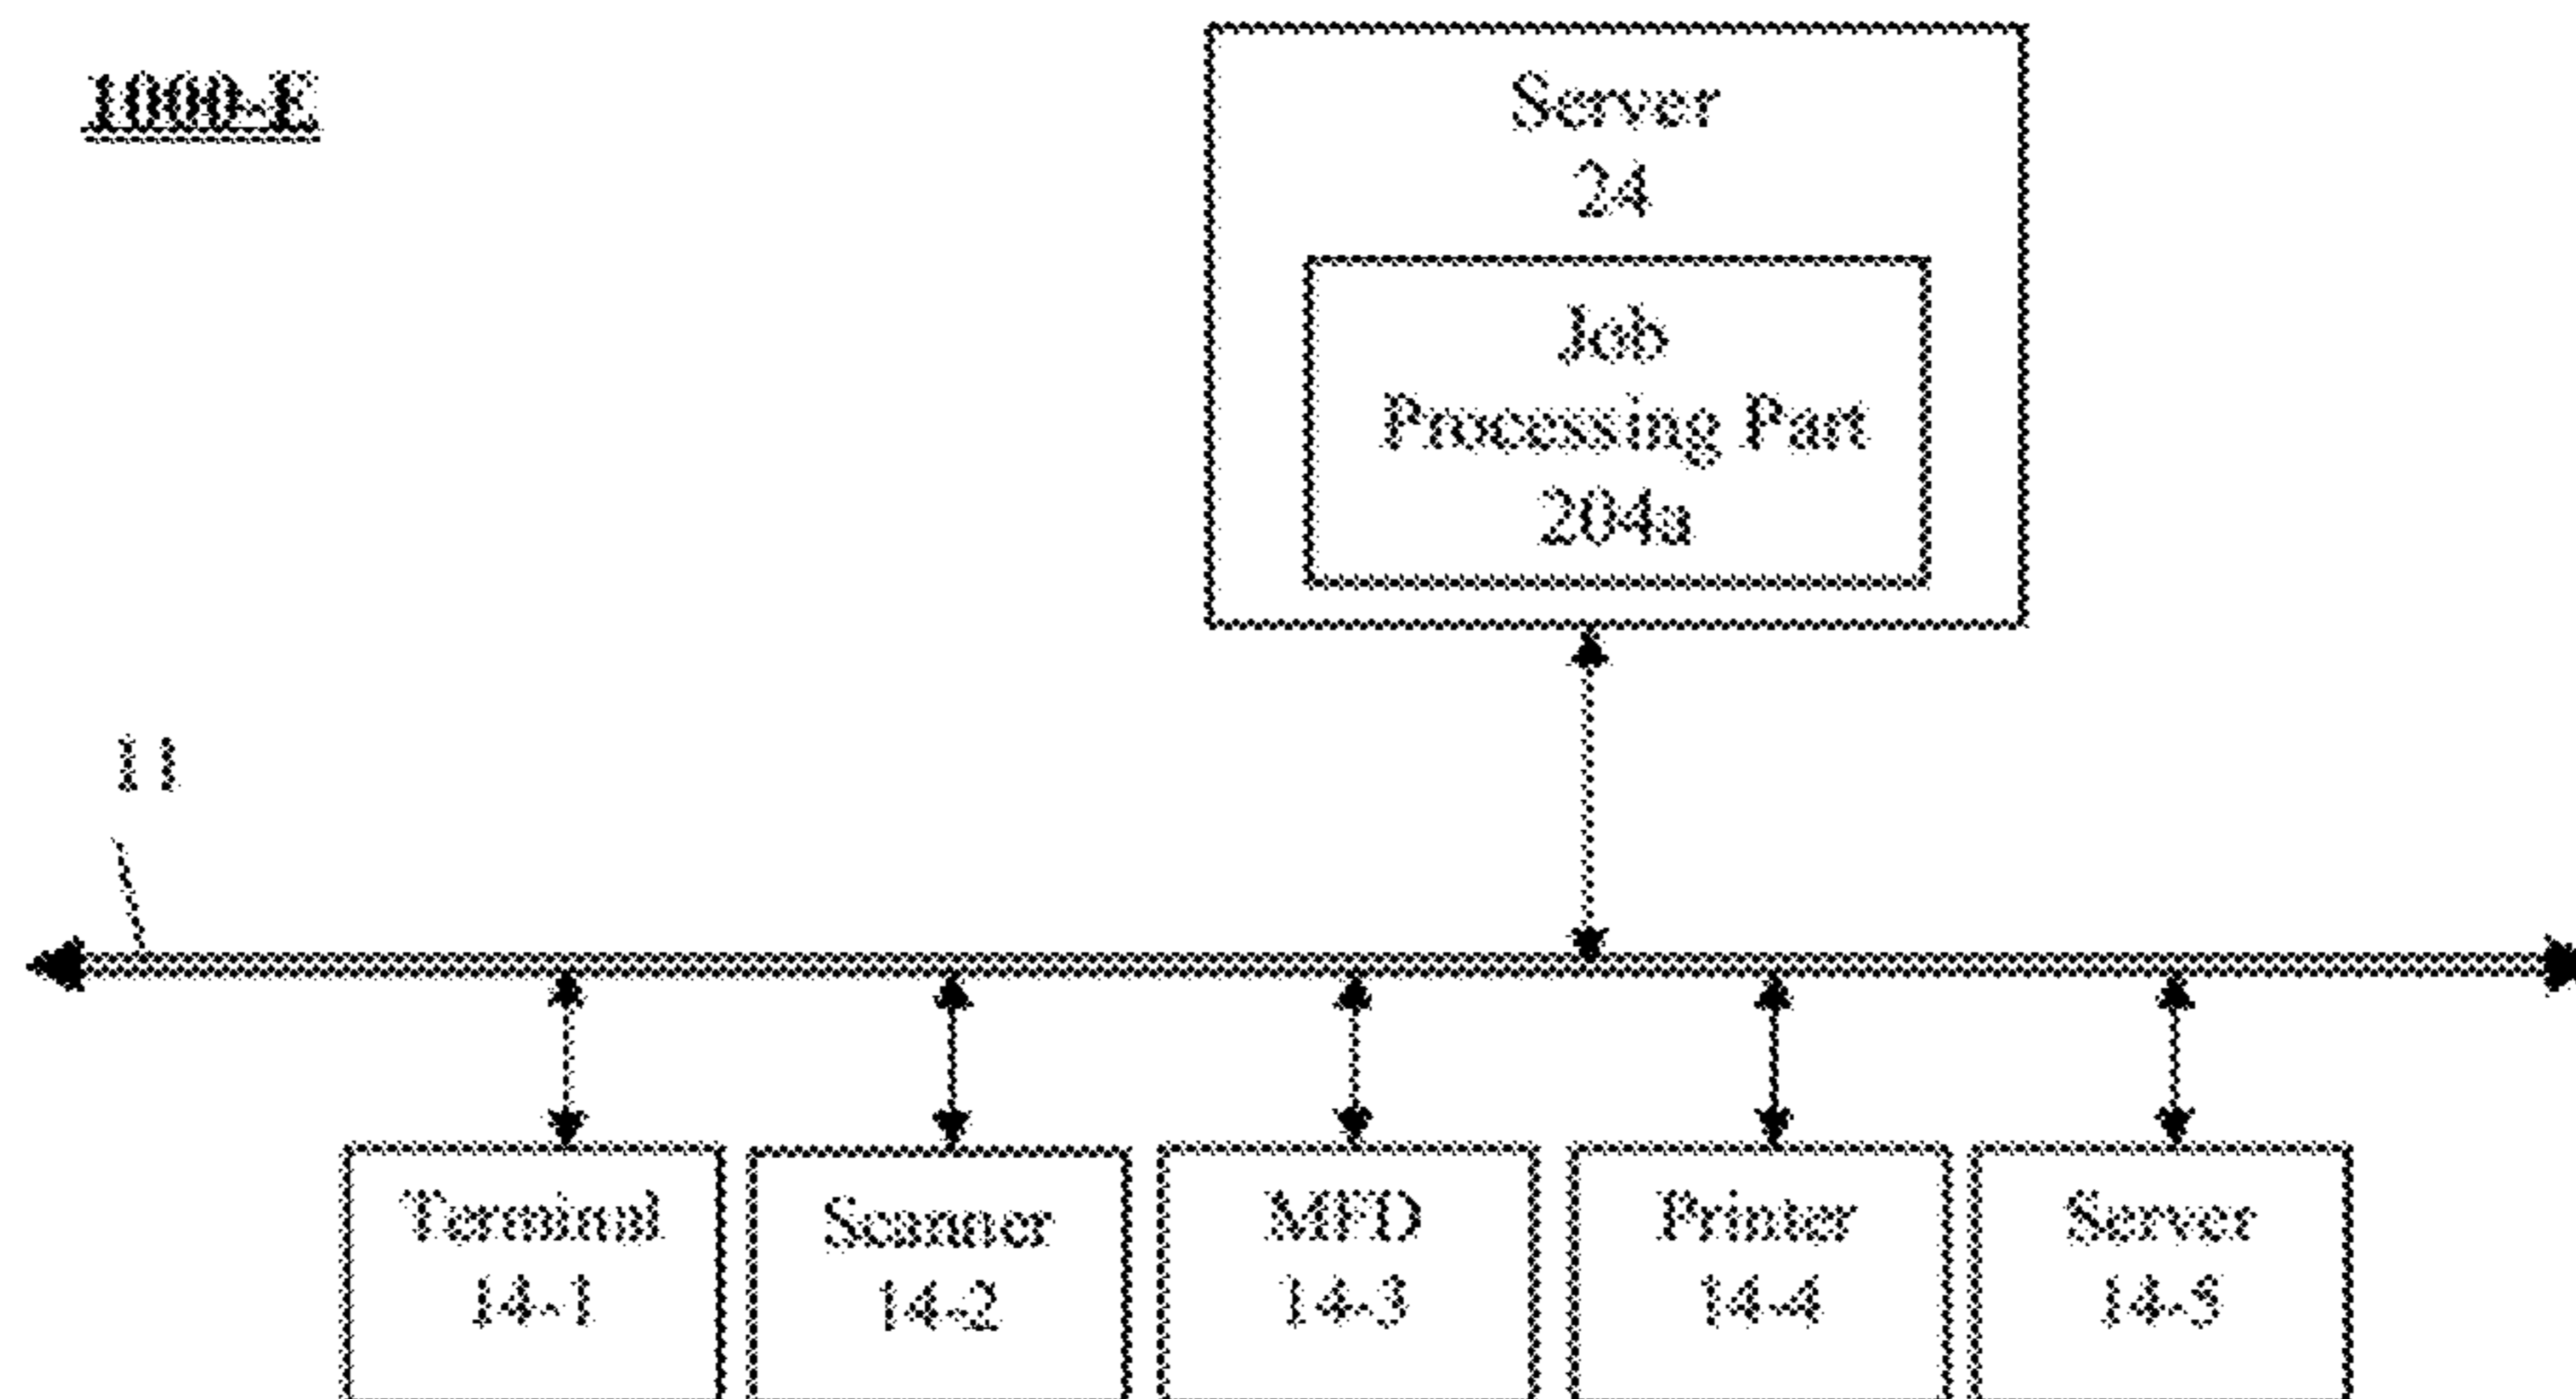 1000-E
Server
24
Job
Processing Part
204a
11
Terminal
14-1
Scanner
14-2
MFD
14-3
Printer
14-4
Server
14-5